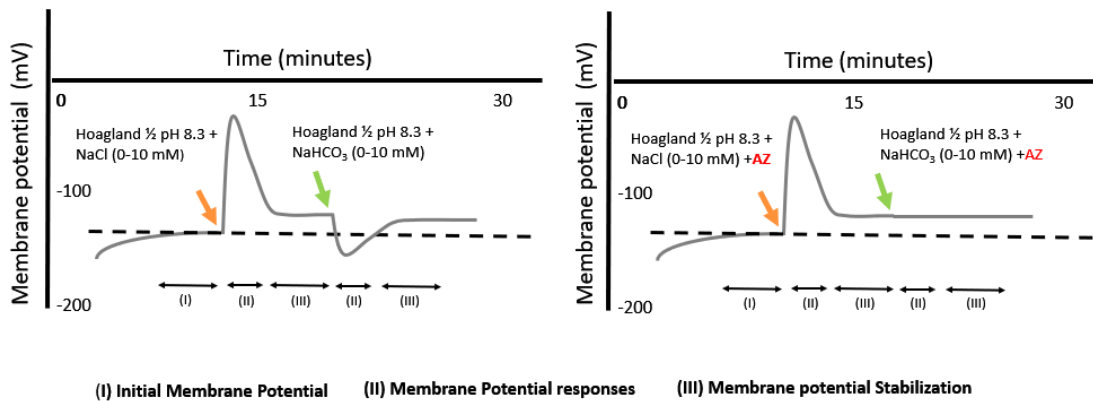 Membrane potential (mV)
Time (minutes)
0
15
30
Hoagland ½ pH 8.3 +
NaCl (0-10 mM)
Hoagland ½ pH 8.3 +
NaHCO₃ (0-10 mM)
-100
-200
(I)
(II)
(III)
(II)
(III)
Membrane potential (mV)
Time (minutes)
0
15
30
Hoagland ½ pH 8.3 +
NaCl (0-10 mM) +AZ
Hoagland ½ pH 8.3 +
NaHCO₃ (0-10 mM) +AZ
-100
-200
(I)
(II)
(III)
(II)
(III)
(I) Initial Membrane Potential
(II) Membrane Potential responses
(III) Membrane potential Stabilization